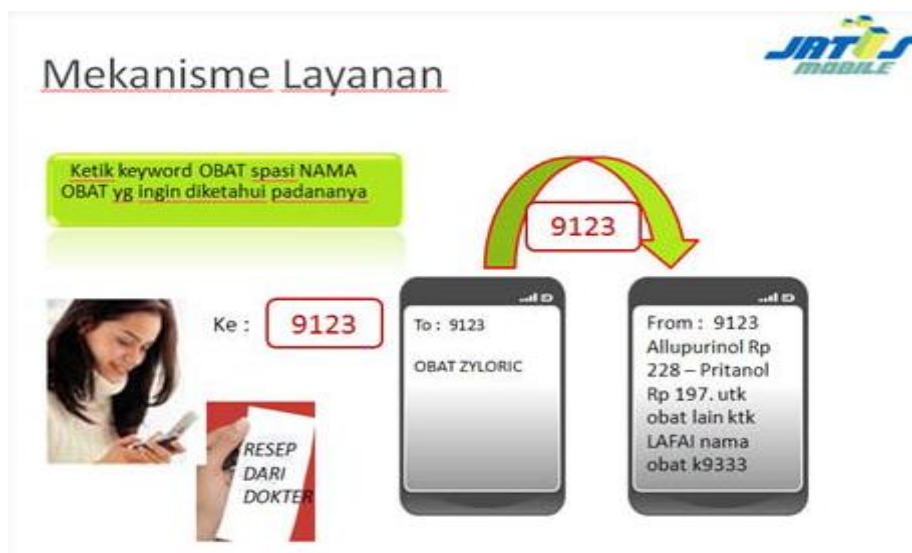 JATIS
MOBILE
Mekanisme Layanan
Ketik keyword OBAT spasi NAMA
OBAT yg ingin diketahui padananya
9123
Ke : 9123
To : 9123
OBAT ZYLORIC
From : 9123
Allupurinol Rp
228 – Pritanol
Rp 197. utk
obat lain ktk
LAFAI nama
obat k9333
RESEP
DARI
DOKTER